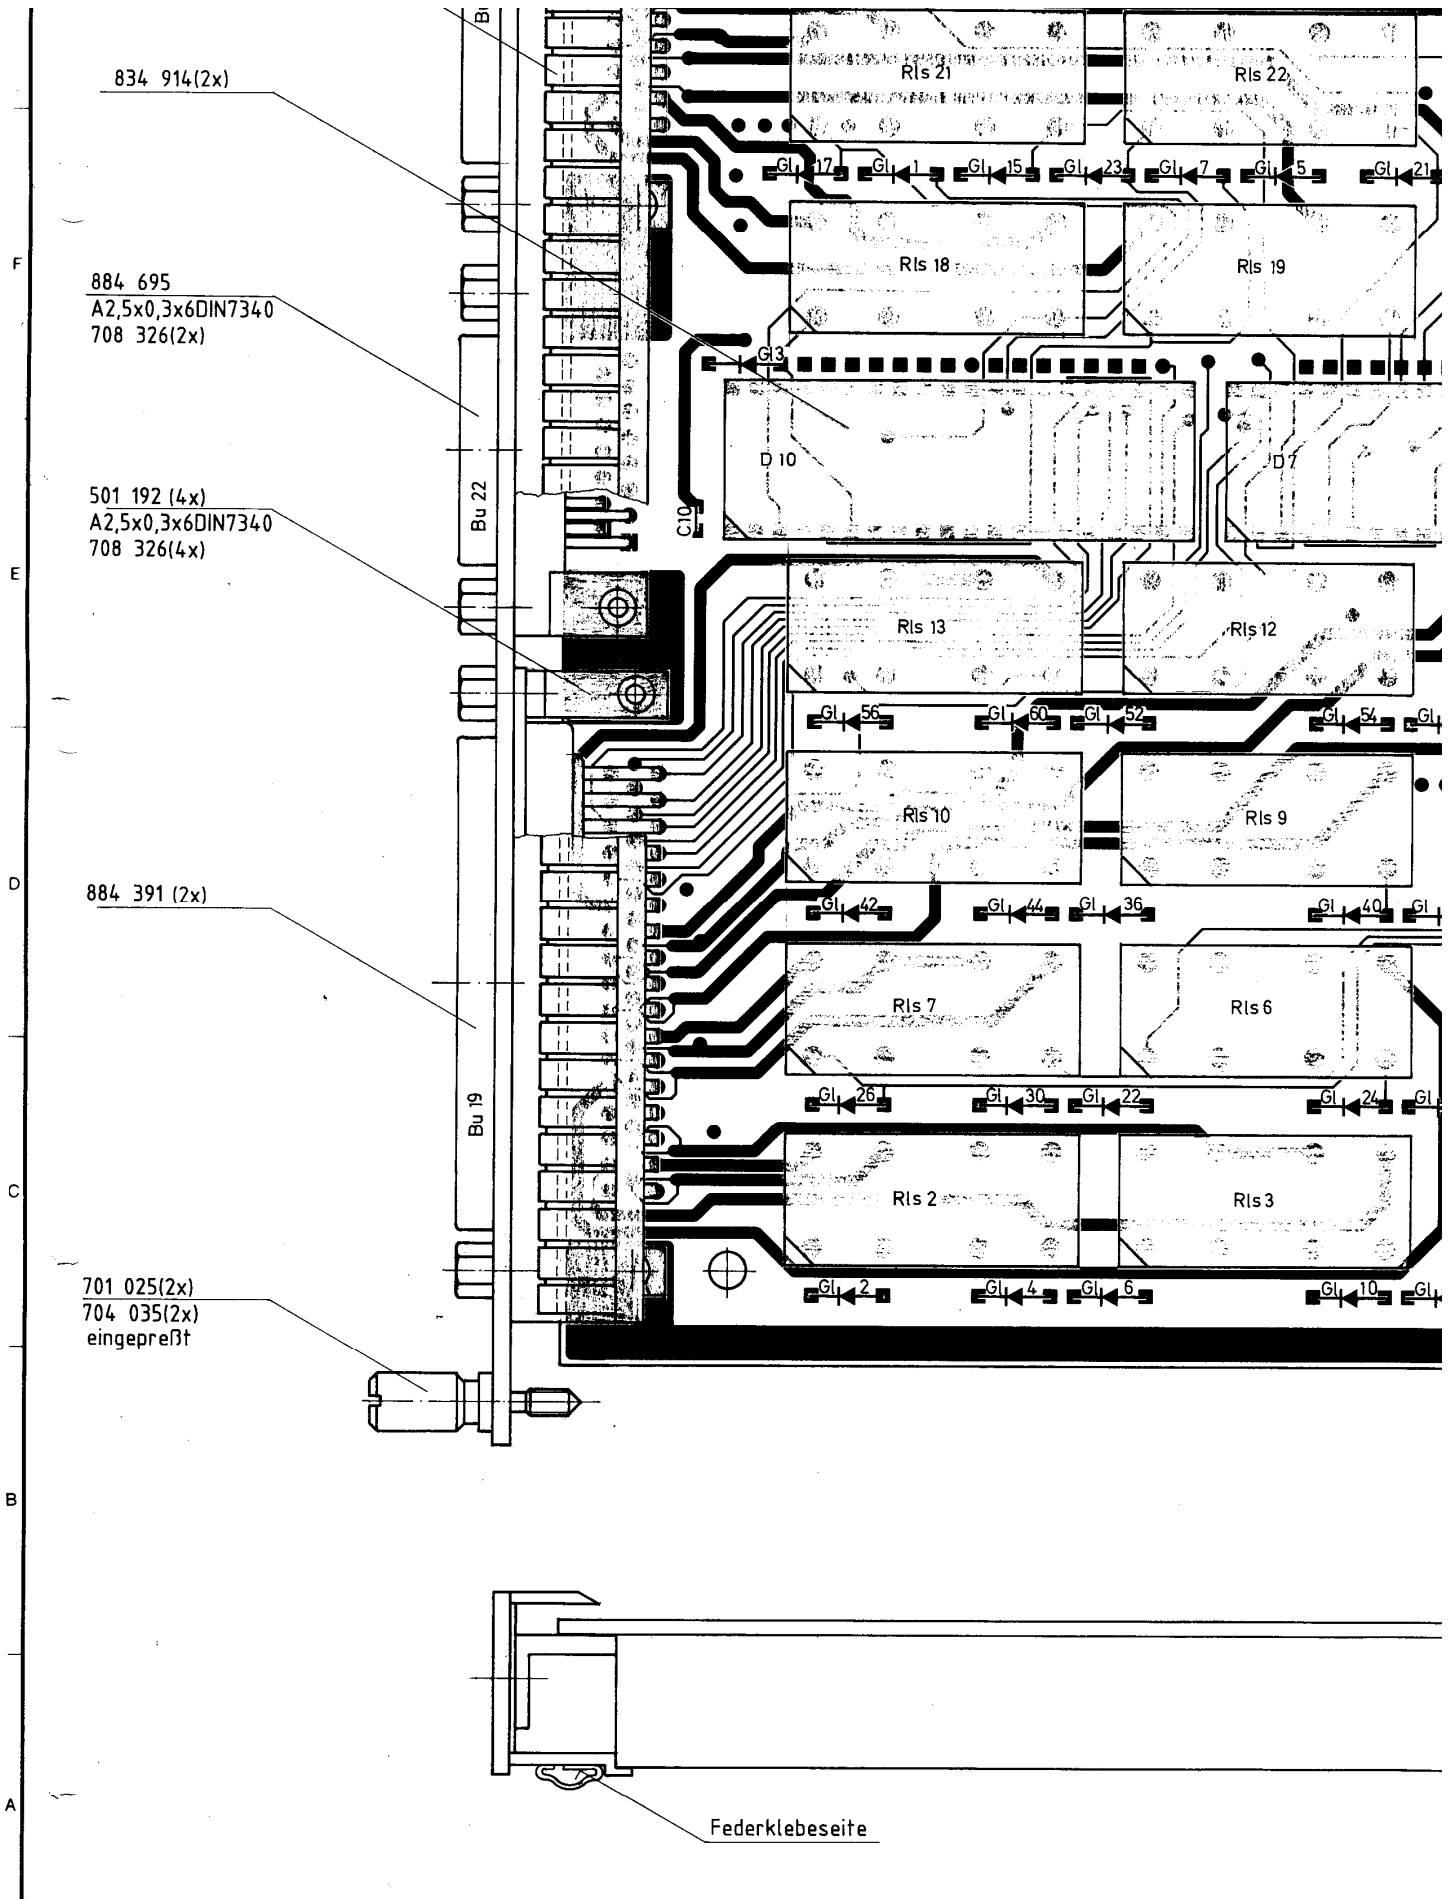 Bu
834 914(2x)
Rls 21
Rls 22
Gl 17
Gl 1
Gl 15
Gl 23
Gl 7
Gl 5
Gl 21
F
Rls 18
Rls 19
884 695
A2,5x0,3x6DIN7340
708 326(2x)
Gl 3
D 10
D 7
Bu 22
C10
501 192 (4x)
A2,5x0,3x6DIN7340
708 326(4x)
E
Rls 13
Rls 12
Gl 56
Gl 60
Gl 52
Gl 54
Gl
Rls 10
Rls 9
D
884 391 (2x)
Gl 42
Gl 44
Gl 36
Gl 40
Gl
Rls 7
Rls 6
Bu 19
Gl 26
Gl 30
Gl 22
Gl 24
Gl
C
Rls 2
Rls 3
701 025(2x)
704 035(2x)
eingepreßt
Gl 2
Gl 4
Gl 6
Gl 10
Gl
B
A
Federklebeseite